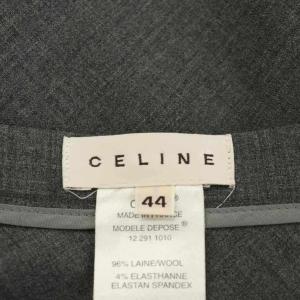 CELINE
44
MADE IN FRANCE
MODELE DEPOSE®
12 291 1010
96% LAINE/WOOL
4% ELASTHANNE
ELASTAN SPANDEX